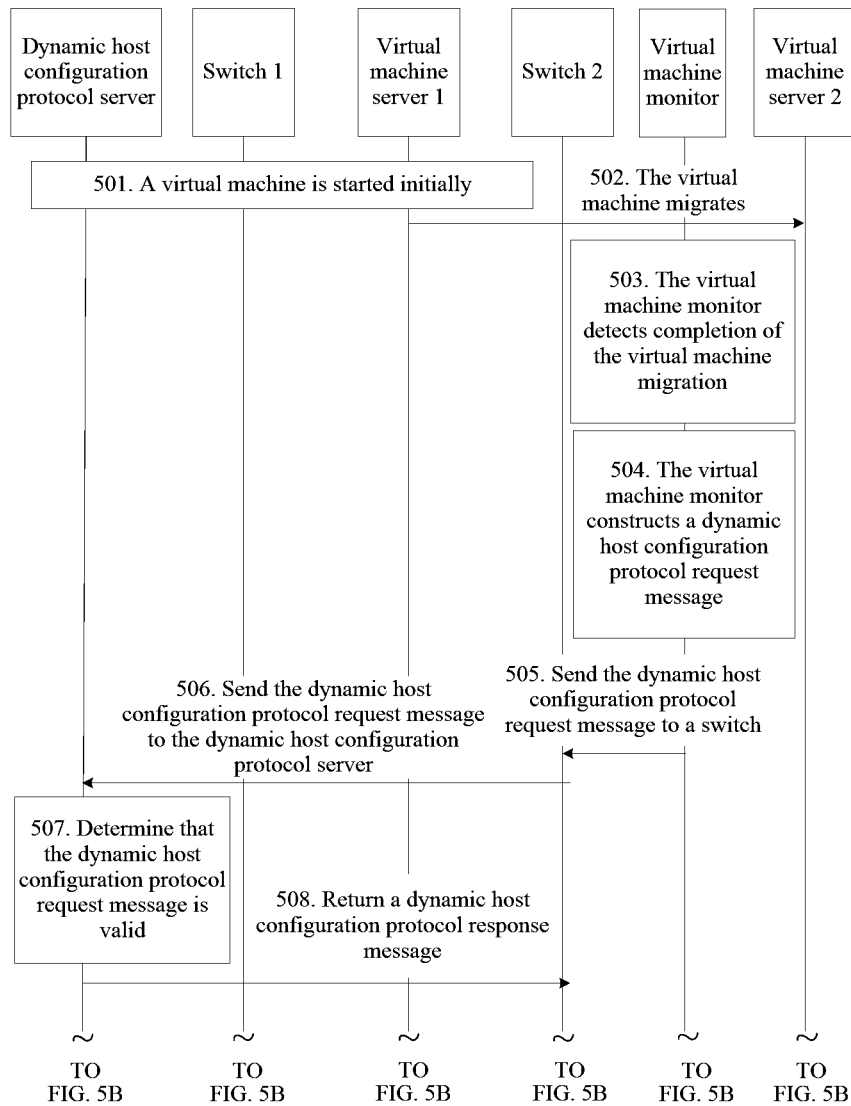 Dynamic host
configuration
protocol server
Switch 1
Virtual
machine
server 1
Switch 2
Virtual
machine
monitor
Virtual
machine
server 2
501. A virtual machine is started initially
502. The virtual
machine migrates
503. The virtual
machine monitor
detects completion of
the virtual machine
migration
504. The virtual
machine monitor
constructs a dynamic
host configuration
protocol request
message
505. Send the dynamic
host configuration protocol
request message to a switch
506. Send the dynamic host
configuration protocol request message
to the dynamic host configuration
protocol server
507. Determine that
the dynamic host
configuration protocol
request message is
valid
508. Return a dynamic host
configuration protocol response
message
TO
FIG. 5B
TO
FIG. 5B
TO
FIG. 5B
TO
FIG. 5B
TO
FIG. 5B
TO
FIG. 5B